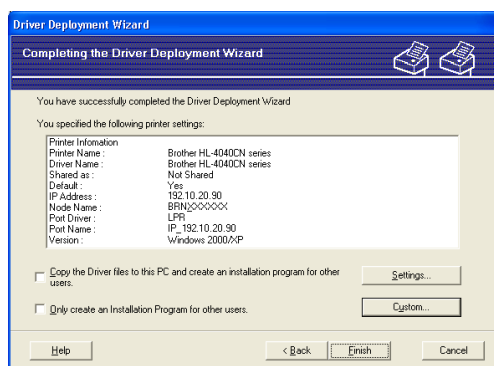 Driver Deployment Wizard
Completing the Driver Deployment Wizard
You have successfully completed the Driver Deployment Wizard
You specified the following printer settings:
Printer Infomation
Printer Name : Brother HL-4040CN series
Driver Name : Brother HL-4040CN series
Shared as : Not Shared
Default : Yes
IP Address : 192.10.20.90
Node Name : BRN_XXXXXX
Port Driver : LPR
Port Name : IP_192.10.20.90
Version : Windows 2000/XP
Copy the Driver files to this PC and create an installation program for other
users.
Settings...
Only create an Installation Program for other users.
Custom...
Help
< Back
Finish
Cancel